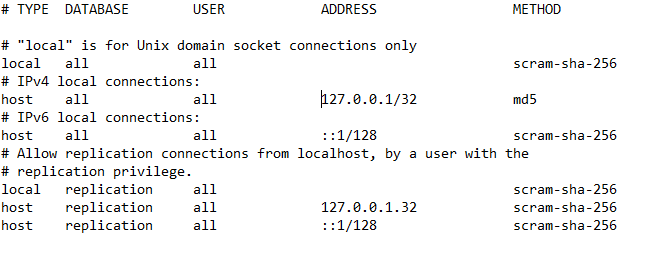 # TYPE  DATABASE        USER            ADDRESS                 METHOD
# "local" is for Unix domain socket connections only
local   all             all                                     scram-sha-256
# IPv4 local connections:
host    all             all             127.0.0.1/32            md5
# IPv6 local connections:
host    all             all             ::1/128                 scram-sha-256
# Allow replication connections from localhost, by a user with the
# replication privilege.
local   replication     all                                     scram-sha-256
host    replication     all             127.0.0.1.32            scram-sha-256
host    replication     all             ::1/128                 scram-sha-256